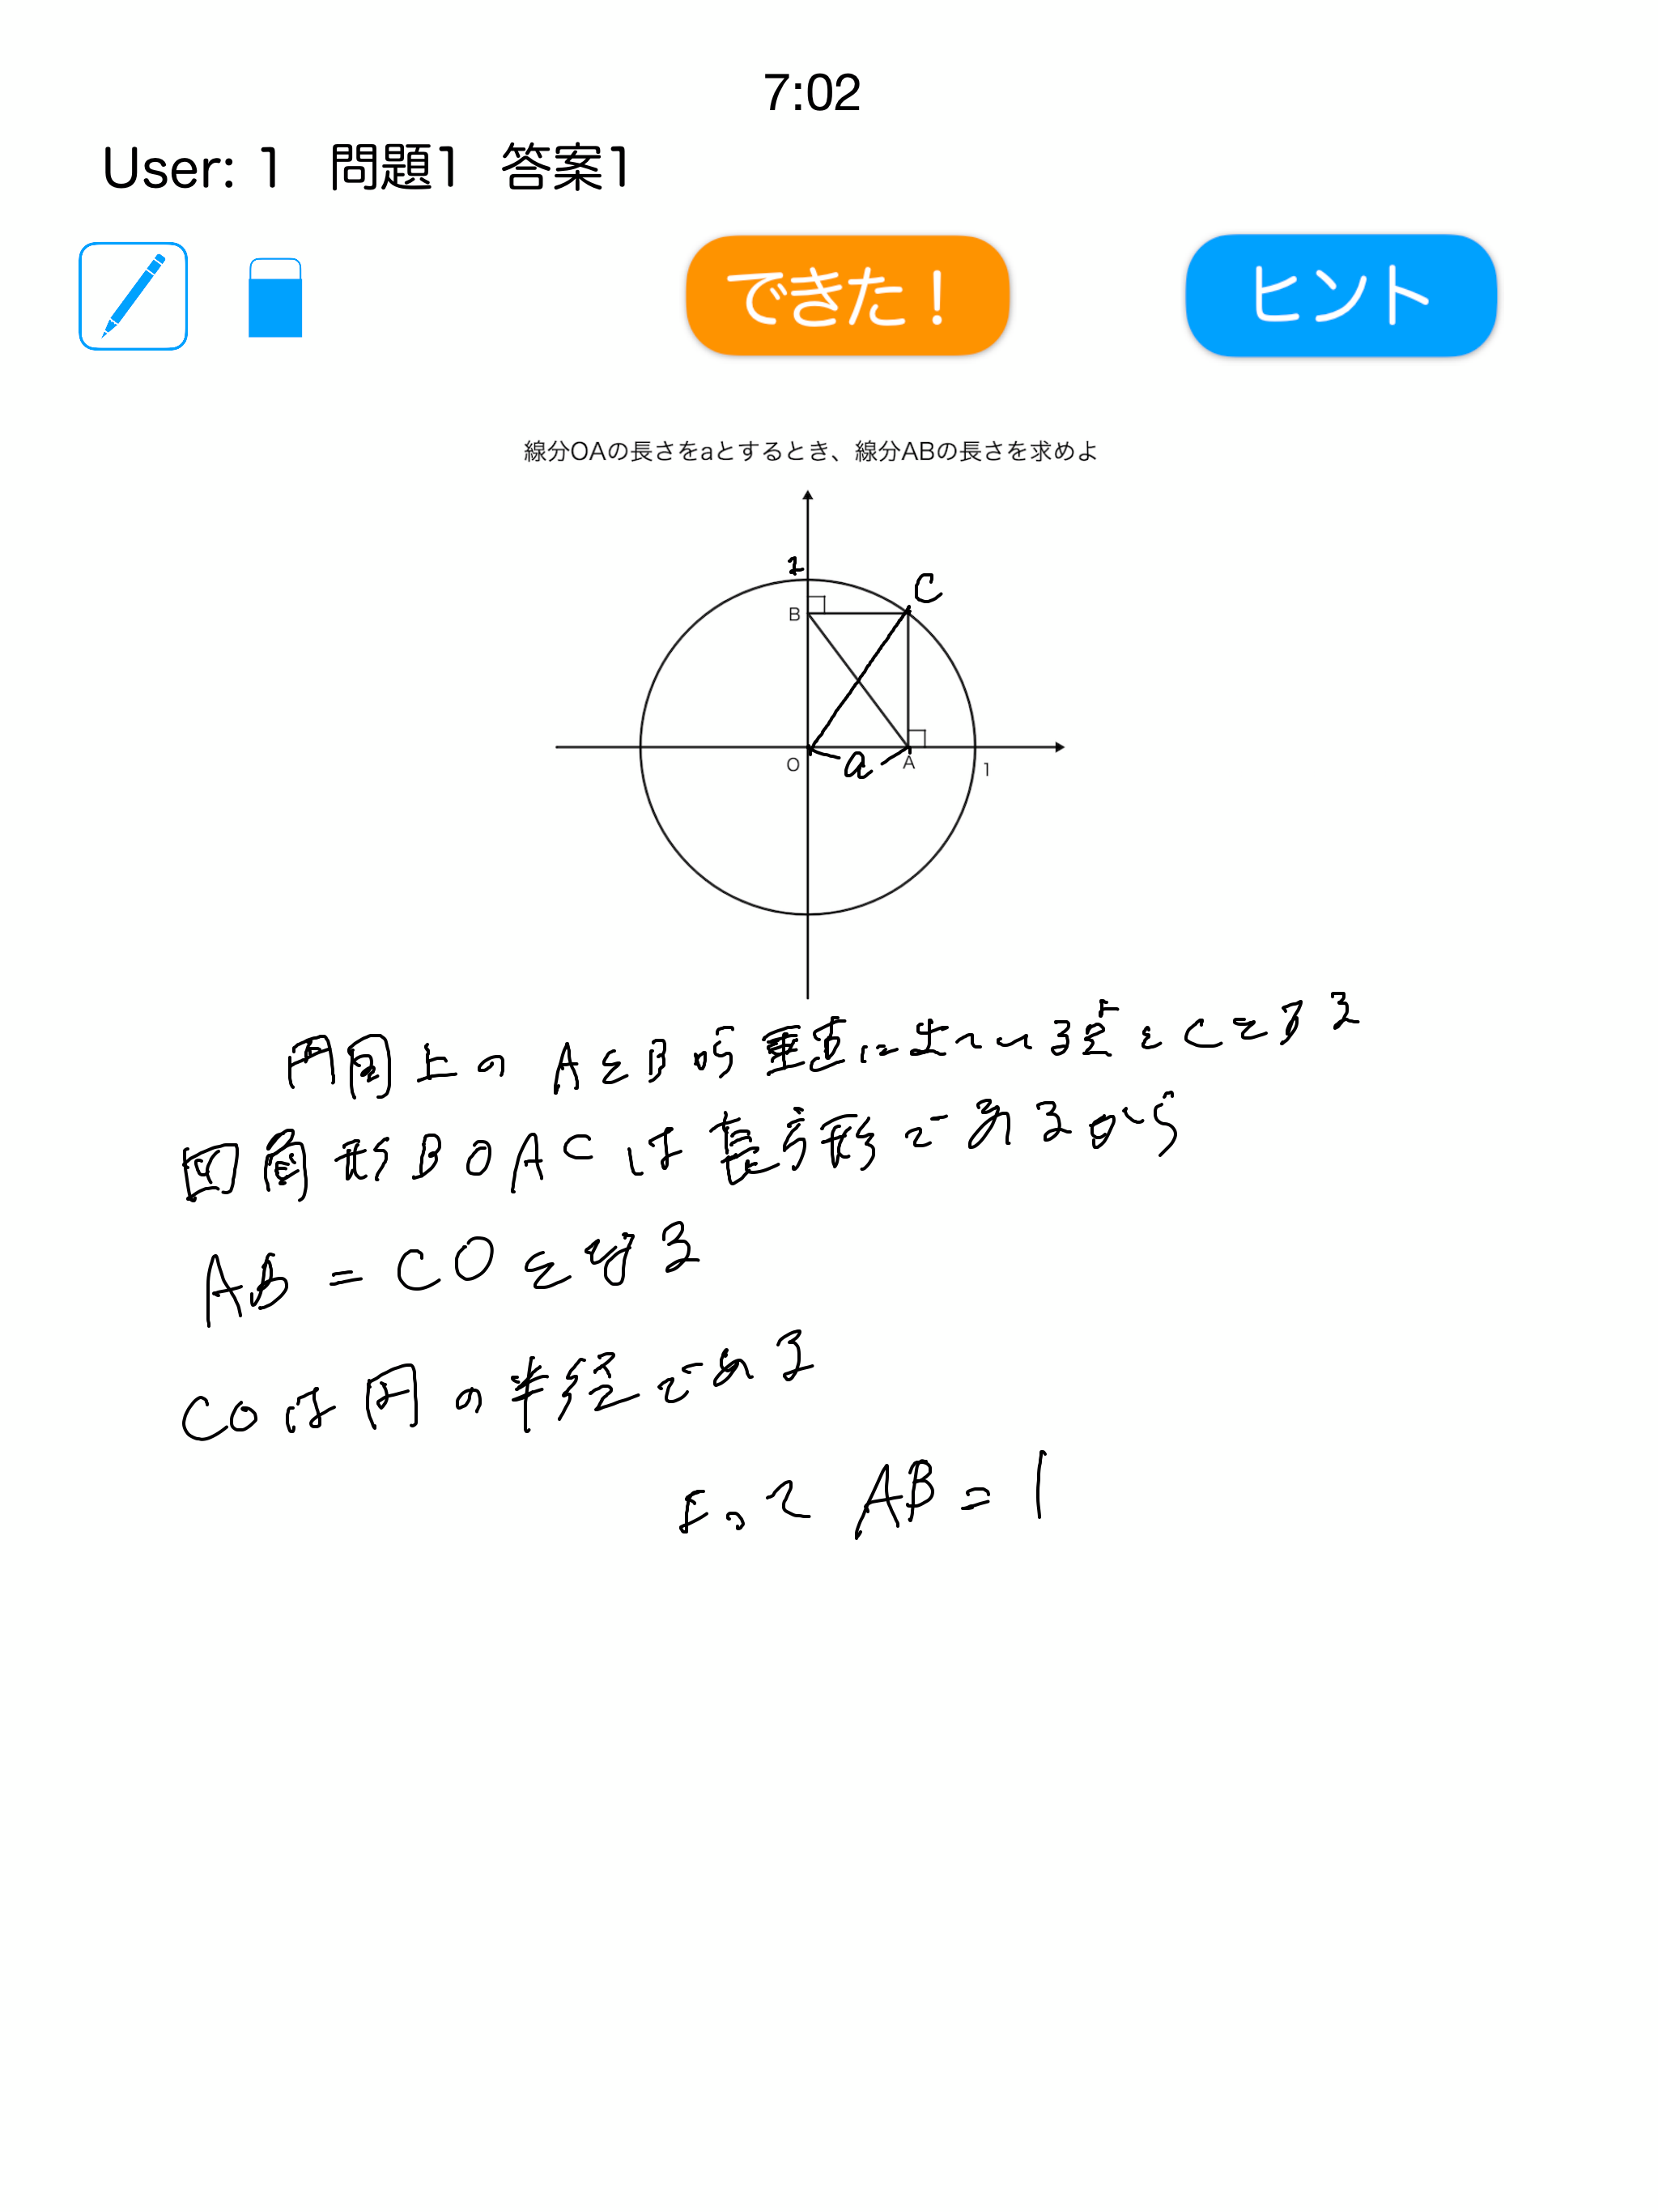 7:02
User: 1 問題1 答案1
できた！
ヒント
線分OAの長さをaとするとき、線分ABの長さを求めよ
1
C
B
O
a
A
1
円周上のAとBから垂直に出ている点をCとする
四角形BOACは長方形であるから
AB = COとなる
COは円の半径である
よって AB = 1